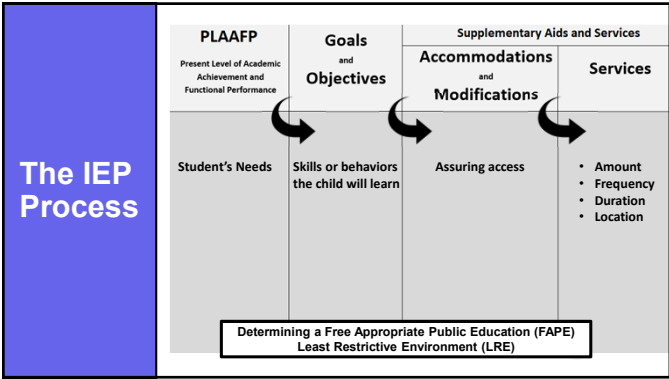 The IEP
Process
PLAAFP
Present Level of Academic
Achievement and
Functional Performance
Goals
and
Objectives
Supplementary Aids and Services
Accommodations
and
Modifications
Services
Student's Needs
Skills or behaviors
the child will learn
Assuring access
• Amount
• Frequency
• Duration
• Location
Determining a Free Appropriate Public Education (FAPE)
Least Restrictive Environment (LRE)